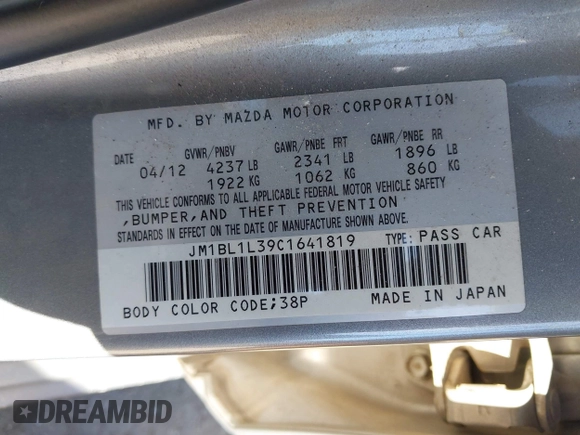 MFD. BY MAZDA MOTOR CORPORATION
DATE GVWR/PNBV GAWR/PNBE FRT GAWR/PNBE RR
04/12 4237 LB 2341 LB 1896 LB
1922 KG 1062 KG 860 KG
THIS VEHICLE CONFORMS TO ALL APPLICABLE FEDERAL MOTOR VEHICLE SAFETY
,BUMPER,AND THEFT PREVENTION
STANDARDS IN EFFECT ON THE DATE OF MANUFACTURE SHOWN ABOVE.
JM1BL1L39C1641819 TYPE: PASS CAR
BODY COLOR CODE;38P MADE IN JAPAN
DREAMBID